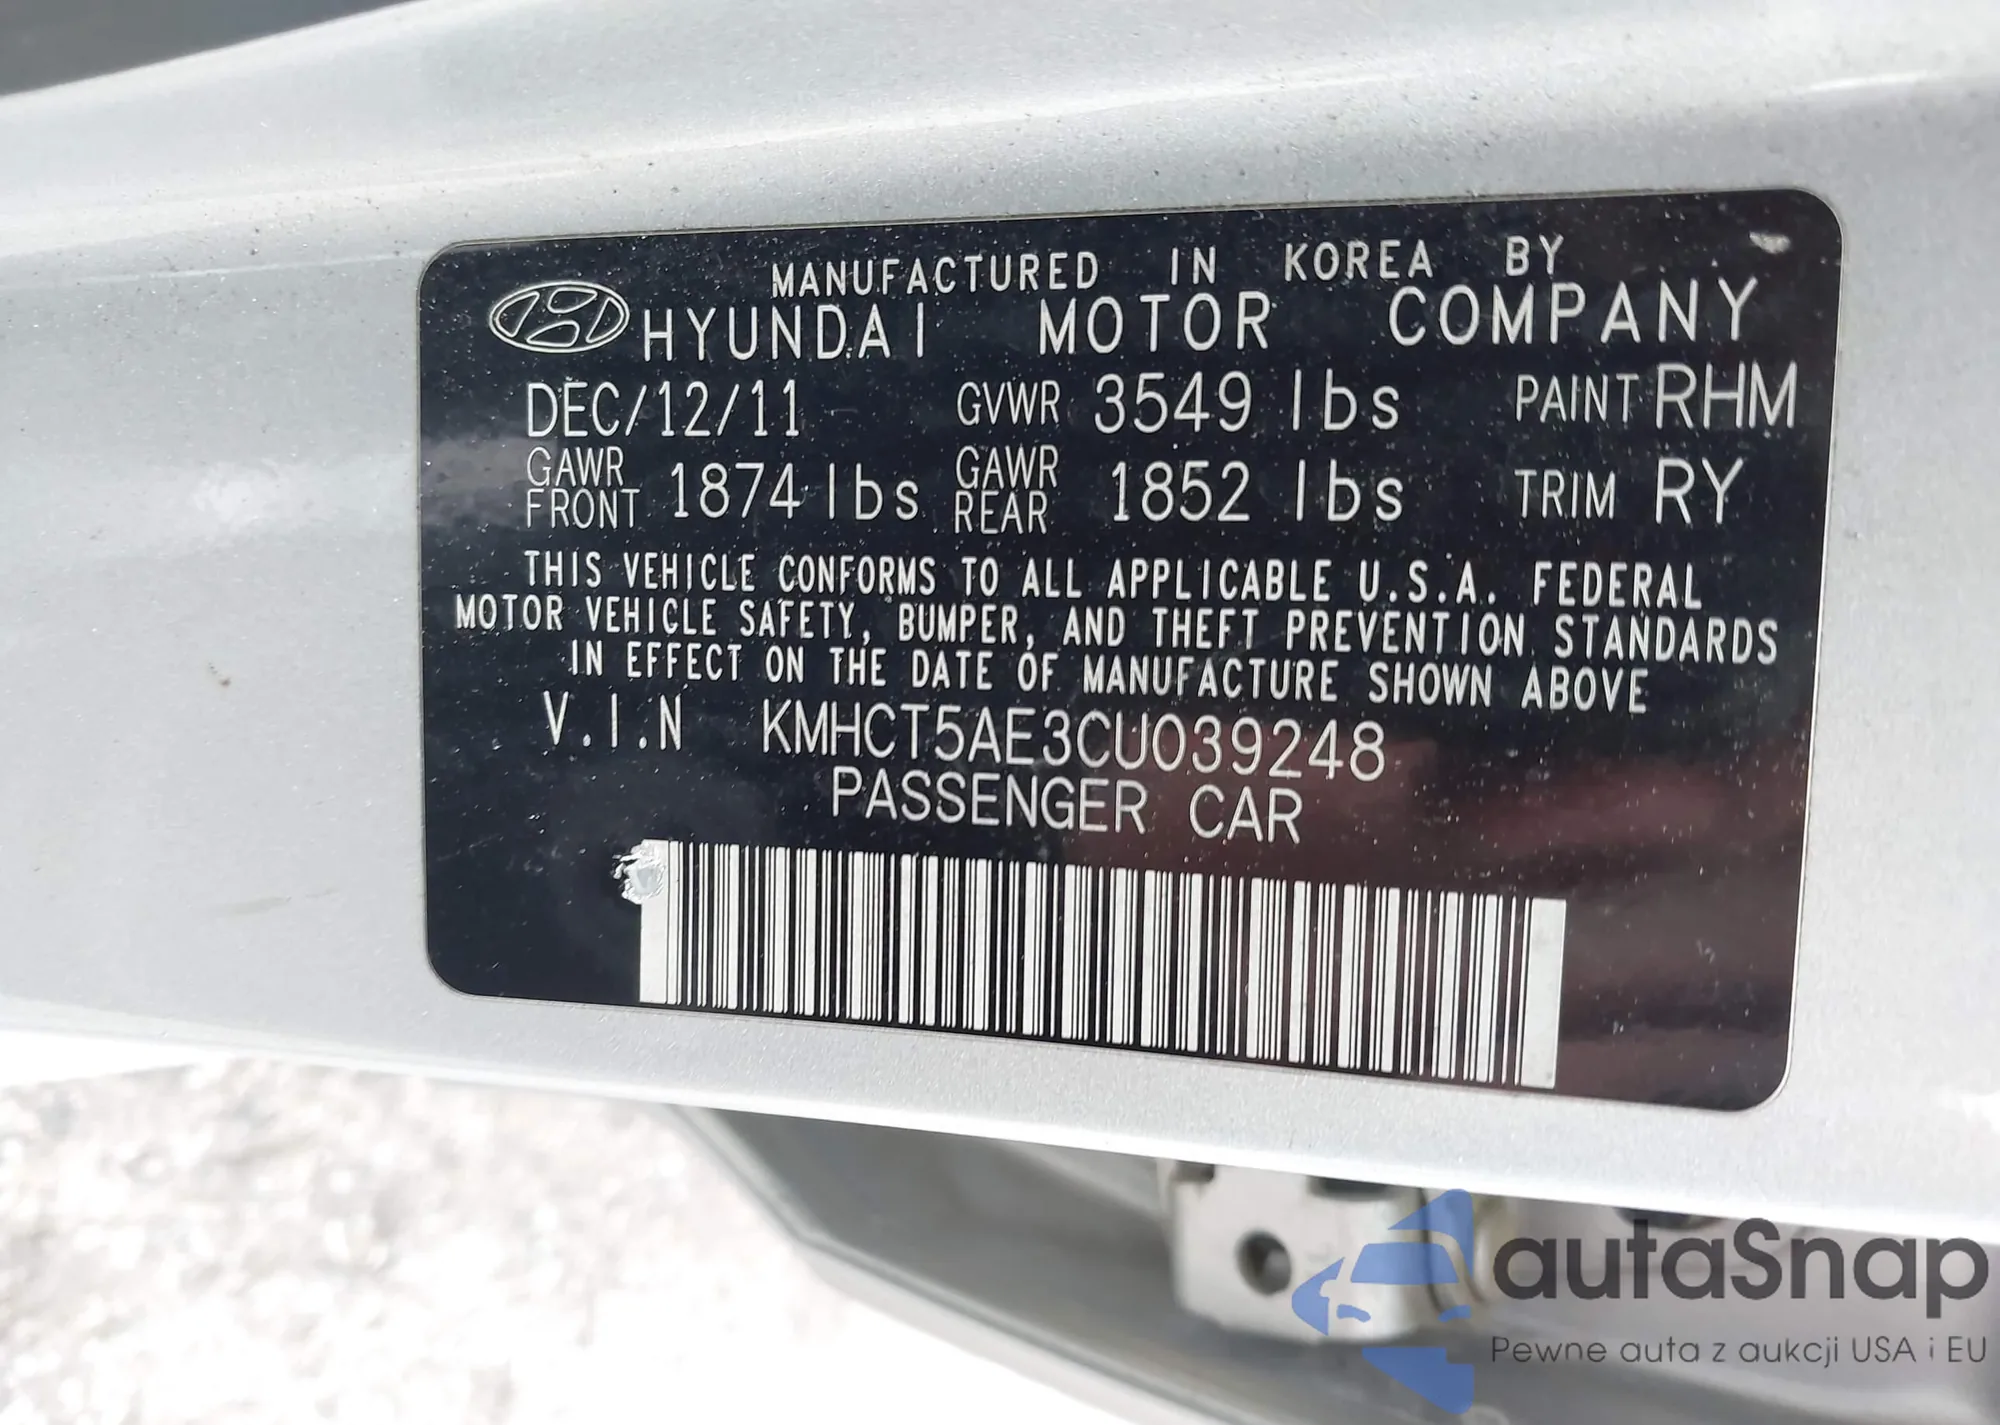 MANUFACTURED IN KOREA BY
HYUNDAI MOTOR COMPANY
DEC/12/11 GVWR 3549 lbs PAINT RHM
GAWR FRONT 1874 lbs GAWR REAR 1852 lbs TRIM RY
THIS VEHICLE CONFORMS TO ALL APPLICABLE U.S.A. FEDERAL
MOTOR VEHICLE SAFETY, BUMPER, AND THEFT PREVENTION STANDARDS
IN EFFECT ON THE DATE OF MANUFACTURE SHOWN ABOVE
V.I.N KMHCT5AE3CU039248
PASSENGER CAR
autaSnap
Pewne auta z aukcji USA i EU